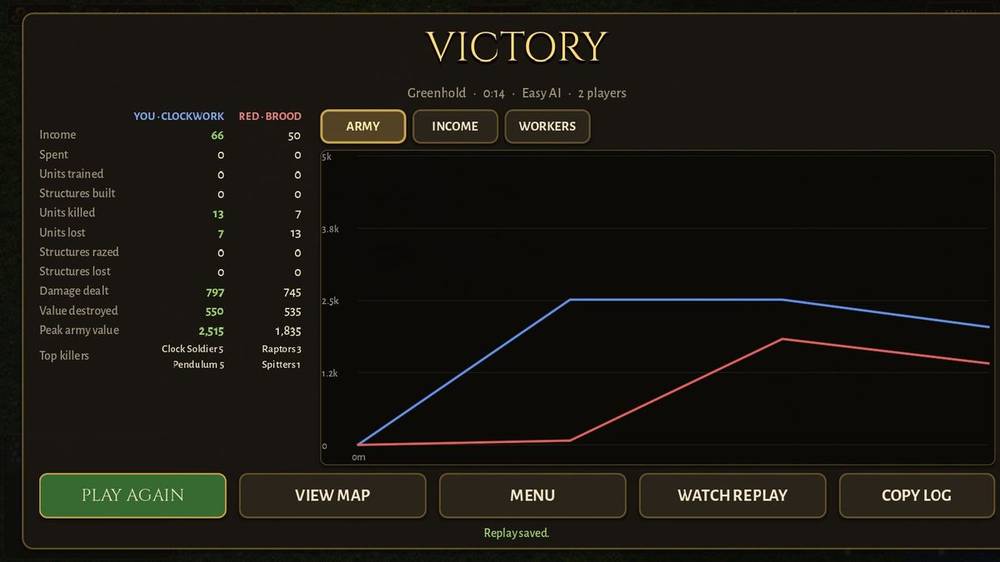 VICTORY
Greenhold · 0:14 · Easy AI · 2 players
YOU · CLOCKWORK RED · BROOD
Income 66 50
Spent 0 0
Units trained 0 0
Structures built 0 0
Units killed 13 7
Units lost 7 13
Structures razed 0 0
Structures lost 0 0
Damage dealt 797 745
Value destroyed 550 535
Peak army value 2,515 1,835
Top killers Clock Soldier 5 Raptors 3
Pendulum 5 Spitters 1
ARMY INCOME WORKERS
5k
3.8k
2.5k
1.2k
0
0m
PLAY AGAIN VIEW MAP MENU WATCH REPLAY COPY LOG
Replay saved.